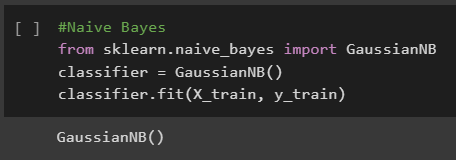 [ ] #Naive Bayes
from sklearn.naive_bayes import GaussianNB
classifier = GaussianNB()
classifier.fit(X_train, y_train)
GaussianNB()